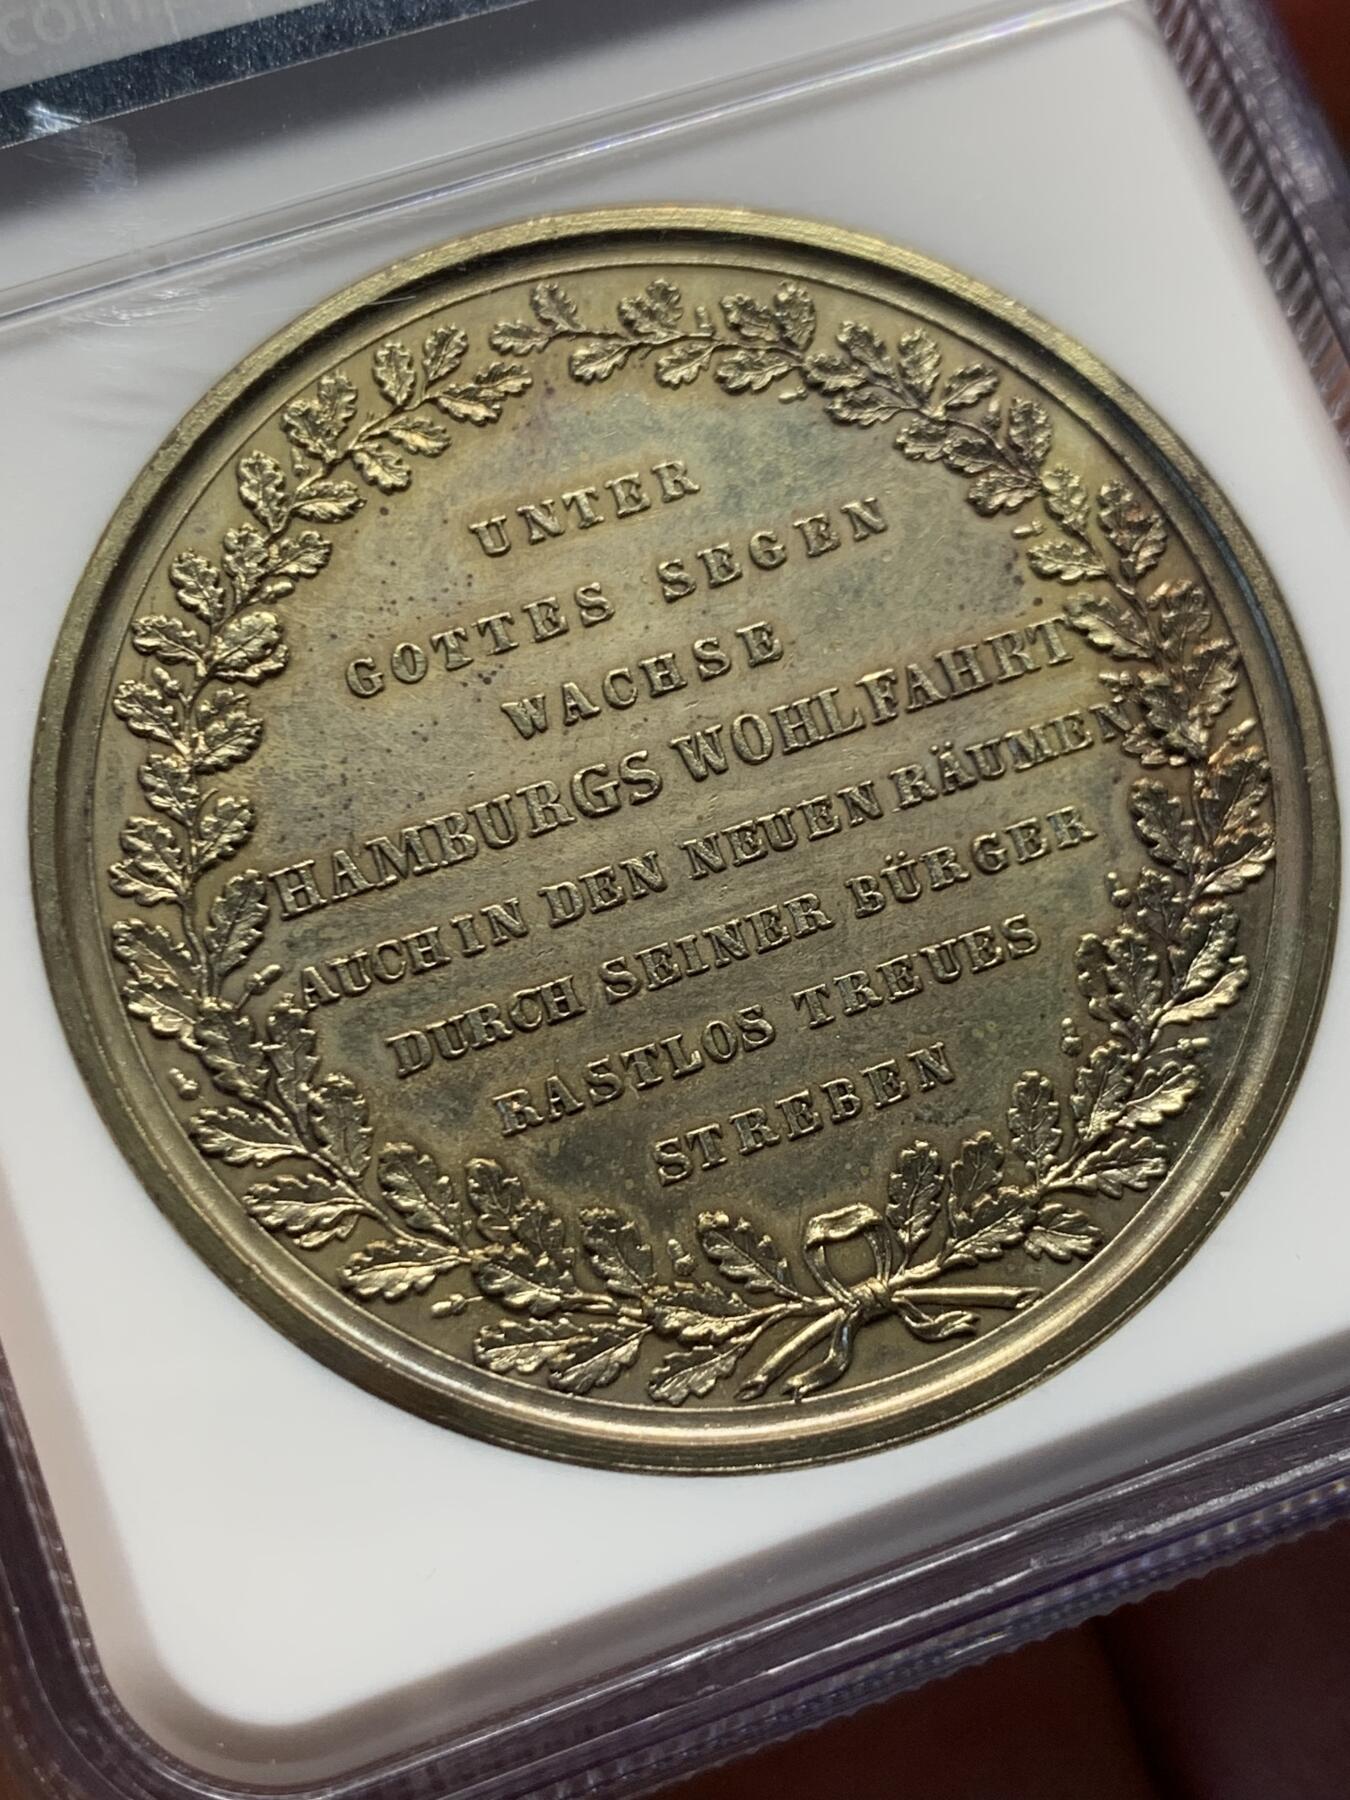 UNTER
GOTTES SEGEN
WACHSE
HAMBURGS WOHLFAHRT
AUCH IN DEN NEUEN RÄUMEN
DURCH SEINER BÜRGER
RASTLOS TREUES
STREBEN